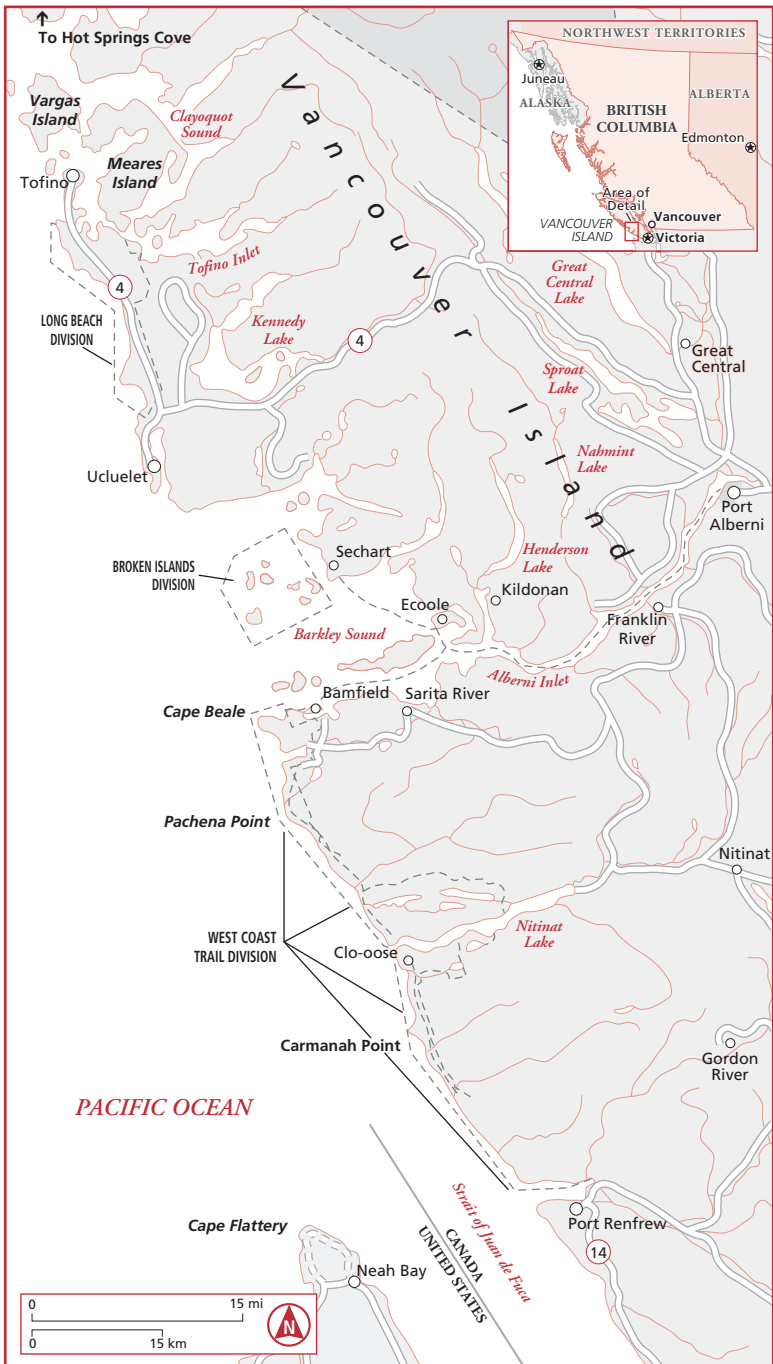 To Hot Springs Cove
Vargas
Island
Clayoquot
Sound
Meares
Island
Tofino
Vancouver Island
Tofino Inlet
4
LONG BEACH
DIVISION
Kennedy
Lake
4
Great
Central
Lake
Great
Central
Sproat
Lake
Ucluelet
Nahmint
Lake
Port
Alberni
Henderson
Lake
Sechart
BROKEN ISLANDS
DIVISION
Ecoole
Kildonan
Franklin
River
Barkley Sound
Alberni Inlet
Bamfield
Sarita River
Cape Beale
Pachena Point
Nitinat
WEST COAST
TRAIL DIVISION
Clo-oose
Nitinat
Lake
Carmanah Point
Gordon
River
PACIFIC OCEAN
Strait of Juan de Fuca
CANADA
UNITED STATES
Port Renfrew
14
Cape Flattery
Neah Bay
0 15 mi
0 15 km
N
NORTHWEST TERRITORIES
Juneau
ALASKA
ALBERTA
BRITISH
COLUMBIA
Edmonton
Area of
Detail
Vancouver
VANCOUVER
ISLAND
Victoria